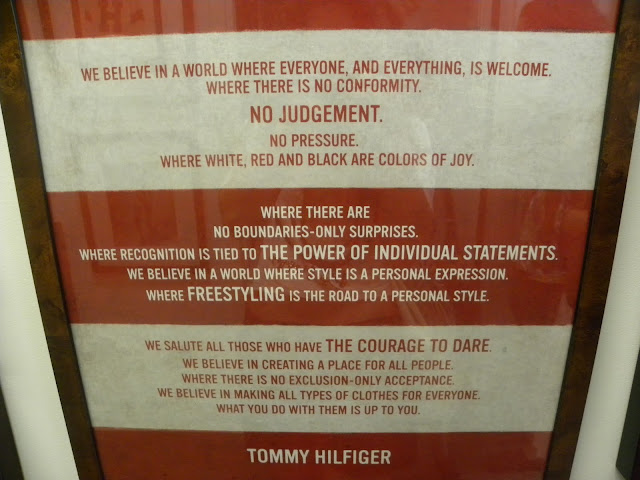 WE BELIEVE IN A WORLD WHERE EVERYONE, AND EVERYTHING, IS WELCOME.
WHERE THERE IS NO CONFORMITY.
NO JUDGEMENT.
NO PRESSURE.
WHERE WHITE, RED AND BLACK ARE COLORS OF JOY.
WHERE THERE ARE
NO BOUNDARIES-ONLY SURPRISES.
WHERE RECOGNITION IS TIED TO THE POWER OF INDIVIDUAL STATEMENTS.
WE BELIEVE IN A WORLD WHERE STYLE IS A PERSONAL EXPRESSION.
WHERE FREESTYLING IS THE ROAD TO A PERSONAL STYLE.
WE SALUTE ALL THOSE WHO HAVE THE COURAGE TO DARE.
WE BELIEVE IN CREATING A PLACE FOR ALL PEOPLE.
WHERE THERE IS NO EXCLUSION-ONLY ACCEPTANCE.
WE BELIEVE IN MAKING ALL TYPES OF CLOTHES FOR EVERYONE.
WHAT YOU DO WITH THEM IS UP TO YOU.
TOMMY HILFIGER